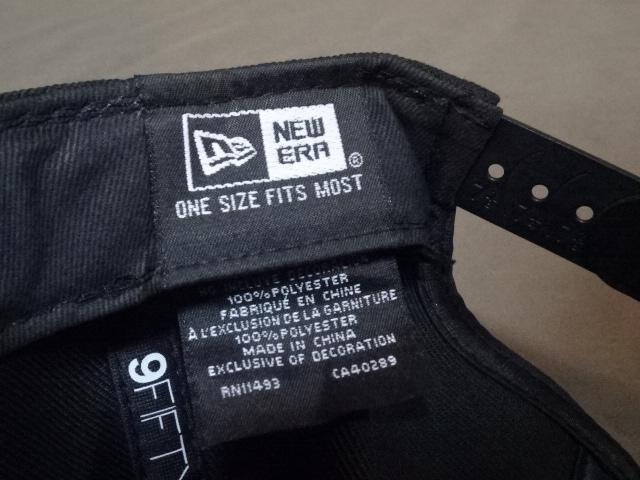 NEW
ERA
®
ONE SIZE FITS MOST
100% POLYESTER
FABRIQUÉ EN CHINE
À L'EXCLUSION DE LA GARNITURE
100% POLYESTER
MADE IN CHINA
EXCLUSIVE OF DECORATION
RN11493 CA40289
9FIFTY